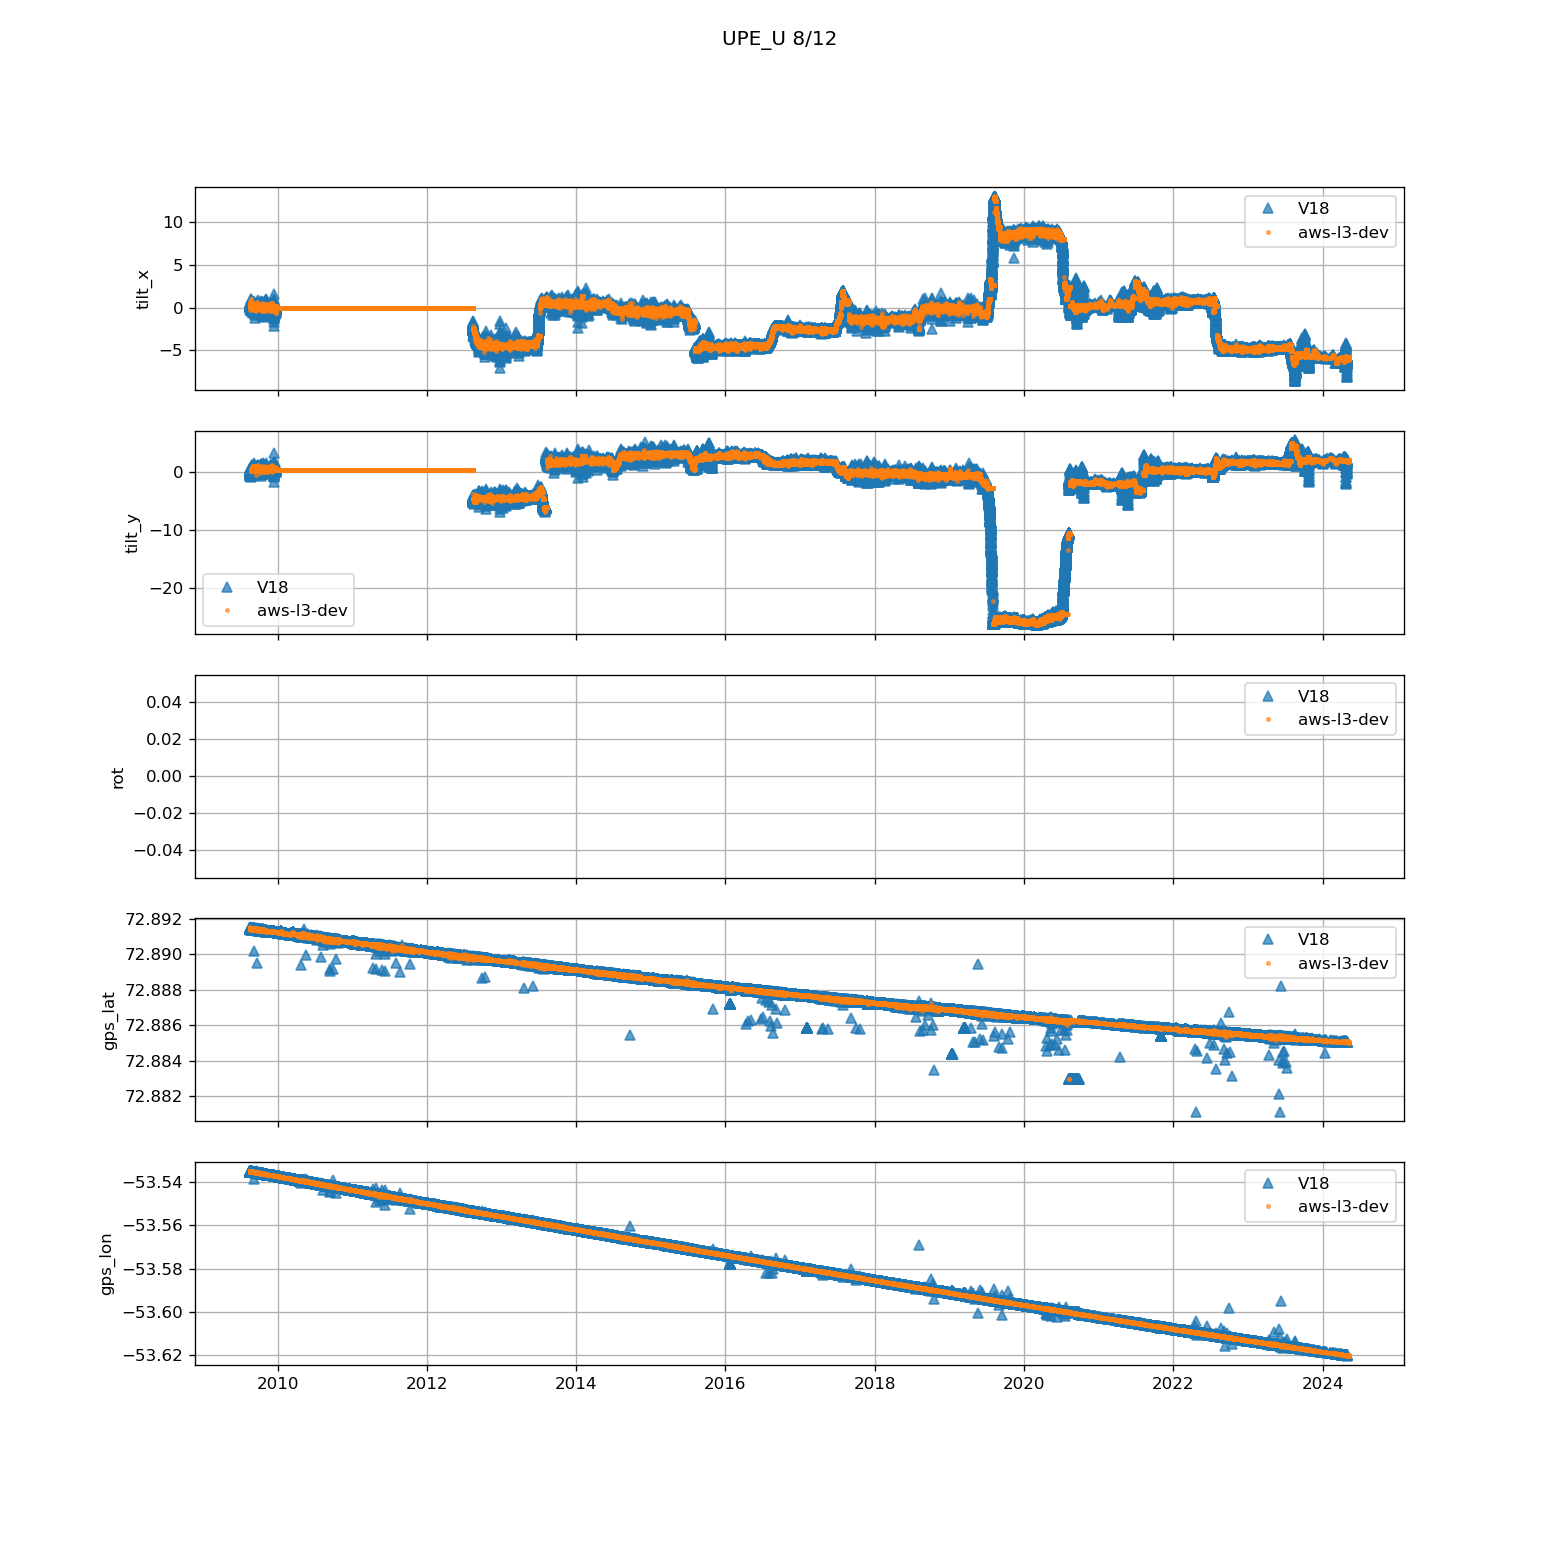 UPE_U 8/12
10
5
0
−5
tilt_x
V18
aws-l3-dev
0
−10
−20
tilt_y
V18
aws-l3-dev
0.04
0.02
0.00
−0.02
−0.04
rot
V18
aws-l3-dev
72.892
72.890
72.888
72.886
72.884
72.882
gps_lat
V18
aws-l3-dev
−53.54
−53.56
−53.58
−53.60
−53.62
gps_lon
V18
aws-l3-dev
2010 2012 2014 2016 2018 2020 2022 2024